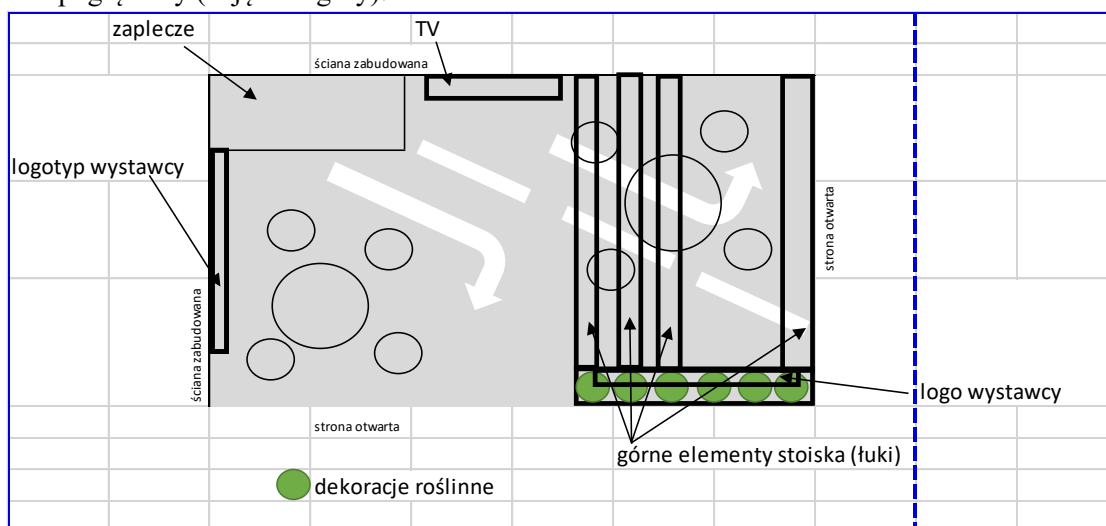 zaplecze
TV
ściana zabudowana
logotyp wystawcy
strona otwarta
ściana zabudowana
logo wystawcy
strona otwarta
górne elementy stoiska (łuki)
dekoracje roślinne